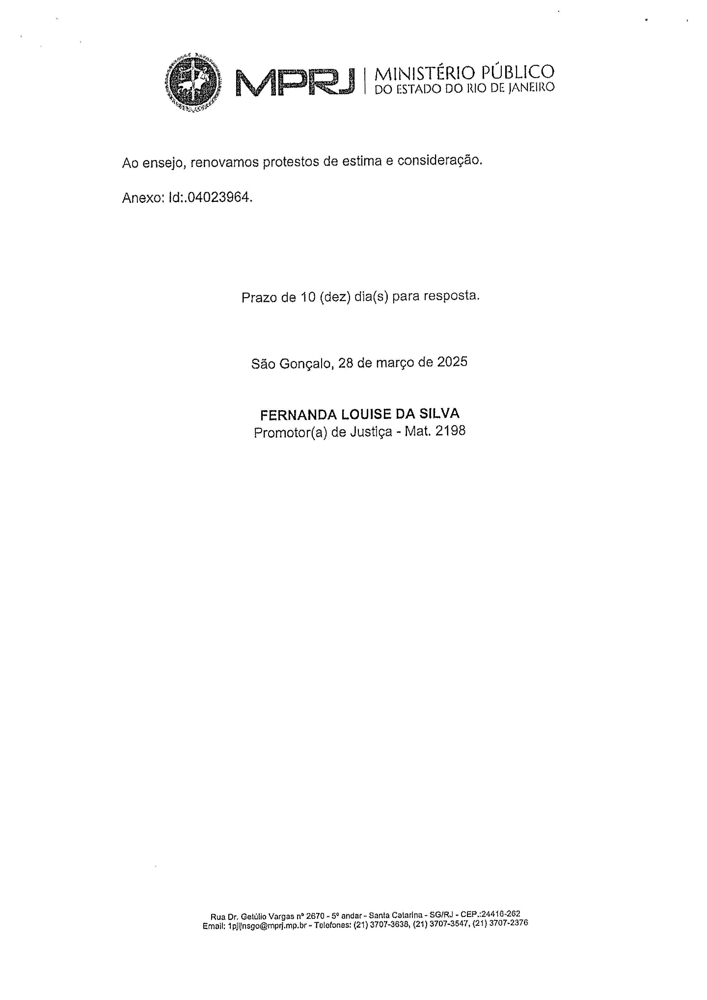 MPRJ
MINISTÉRIO PÚBLICO
DO ESTADO DO RIO DE JANEIRO
Ao ensejo, renovamos protestos de estima e consideração.
Anexo: Id:.04023964.
Prazo de 10 (dez) dia(s) para resposta.
São Gonçalo, 28 de março de 2025
FERNANDA LOUISE DA SILVA
Promotor(a) de Justiça - Mat. 2198
Rua Dr. Getúlio Vargas nº 2670 - 5º andar - Santa Catarina - SG/RJ - CEP.:24416-262
Email: 1pjijnsgo@mprj.mp.br - Telefones: (21) 3707-3638, (21) 3707-3547, (21) 3707-2376